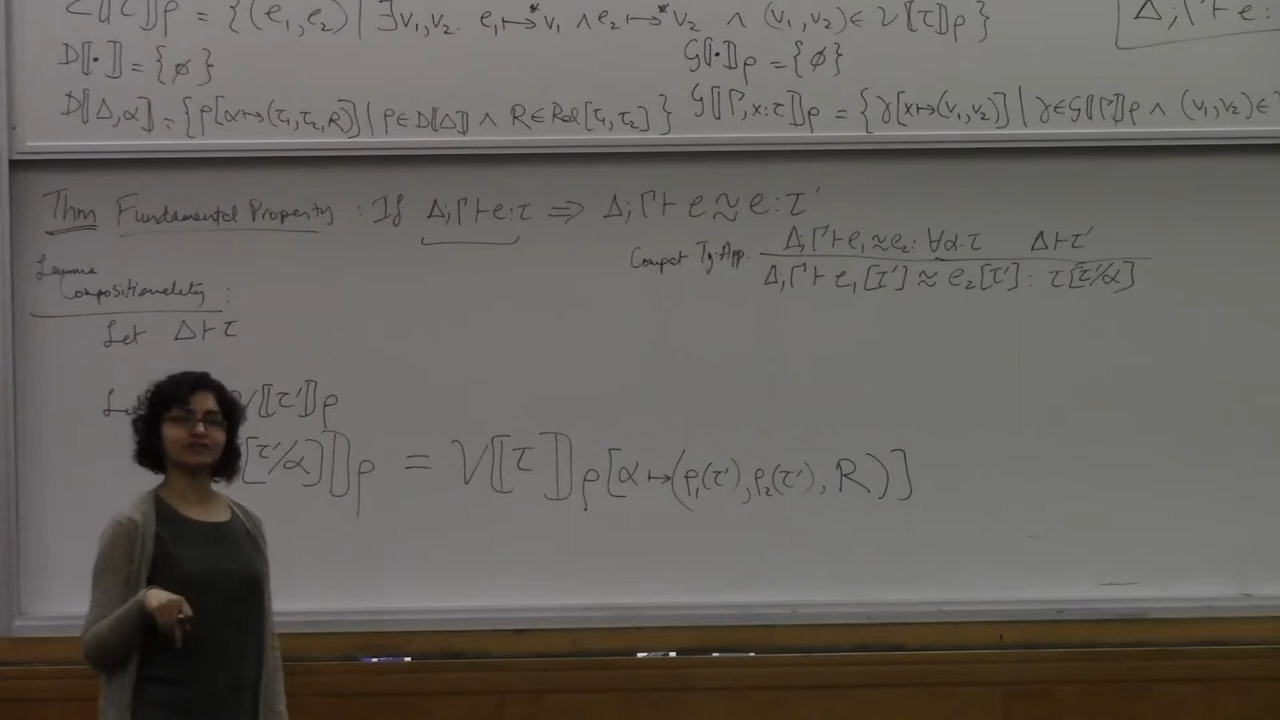 ⟦τ⟧ρ = {(e₁,e₂) | ∃v₁,v₂. e₁ ↦* v₁ ∧ e₂ ↦* v₂ ∧ (v₁,v₂) ∈ 𝒱⟦τ⟧ρ}
Δ;Γ ⊢ e:
D⟦·⟧ = {∅}
G⟦·⟧ρ = {∅}
D⟦Δ,α⟧ = {ρ[α↦(τ₁,τ₂,R)] | ρ∈D⟦Δ⟧ ∧ R∈Rel[τ₁,τ₂]}
G⟦Γ,x:τ⟧ρ = {γ[x↦(v₁,v₂)] | γ∈G⟦Γ⟧ρ ∧ (v₁,v₂)∈
Thm Fundamental Property : If Δ;Γ⊢e:τ ⇒ Δ;Γ⊢e≈e:τ'
Compat Ty.App. Δ;Γ⊢e₁≈e₂: ∀α.τ Δ⊢τ'
Δ;Γ⊢ e₁[τ'] ≈ e₂[τ'] : τ[τ'/α]
Lemma
Compositionality :
Let Δ⊢τ
𝒱⟦τ'⟧ρ
[τ'/α]⟧ρ = 𝒱⟦τ⟧ρ[α↦(ρ₁(τ'),ρ₂(τ'),R)]